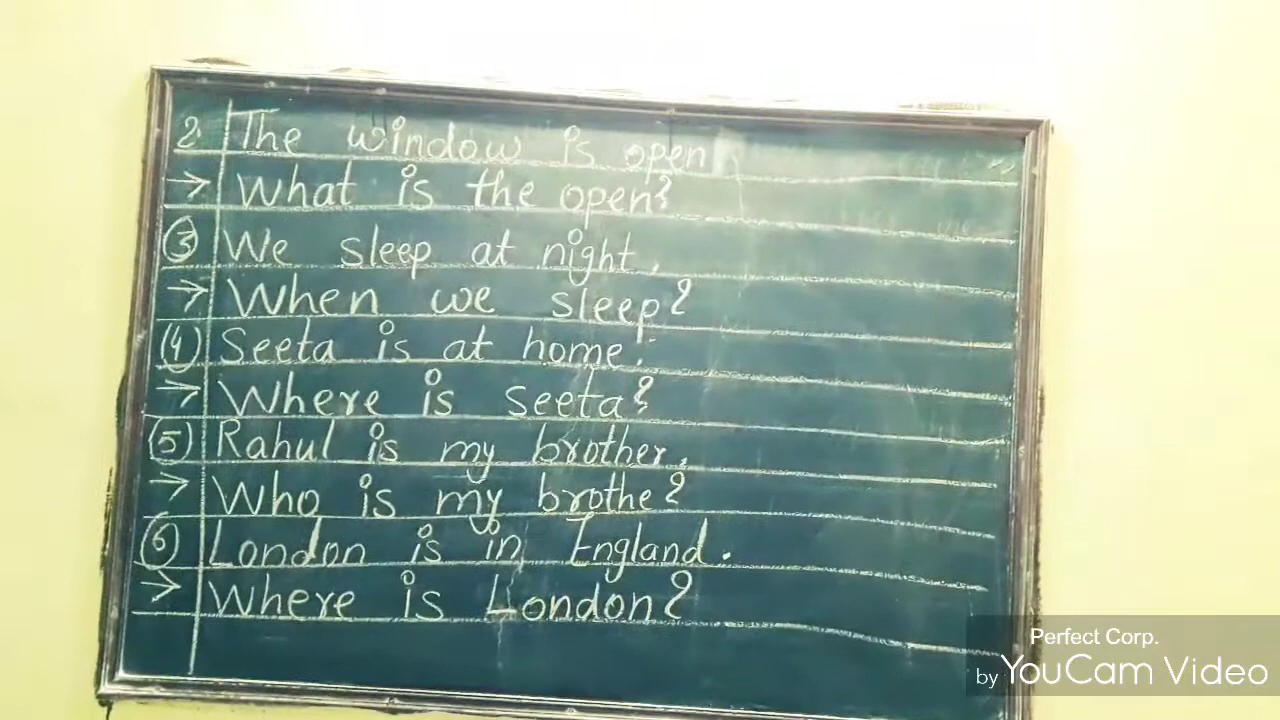 2. The window is open
→ What is the open?
③ We sleep at night.
→ When we sleep?
④ Seeta is at home.
→ Where is Seeta?
⑤ Rahul is my brother.
→ Who is my brothe?
⑥ London is in England.
→ Where is London?
Perfect Corp.
by YouCam Video